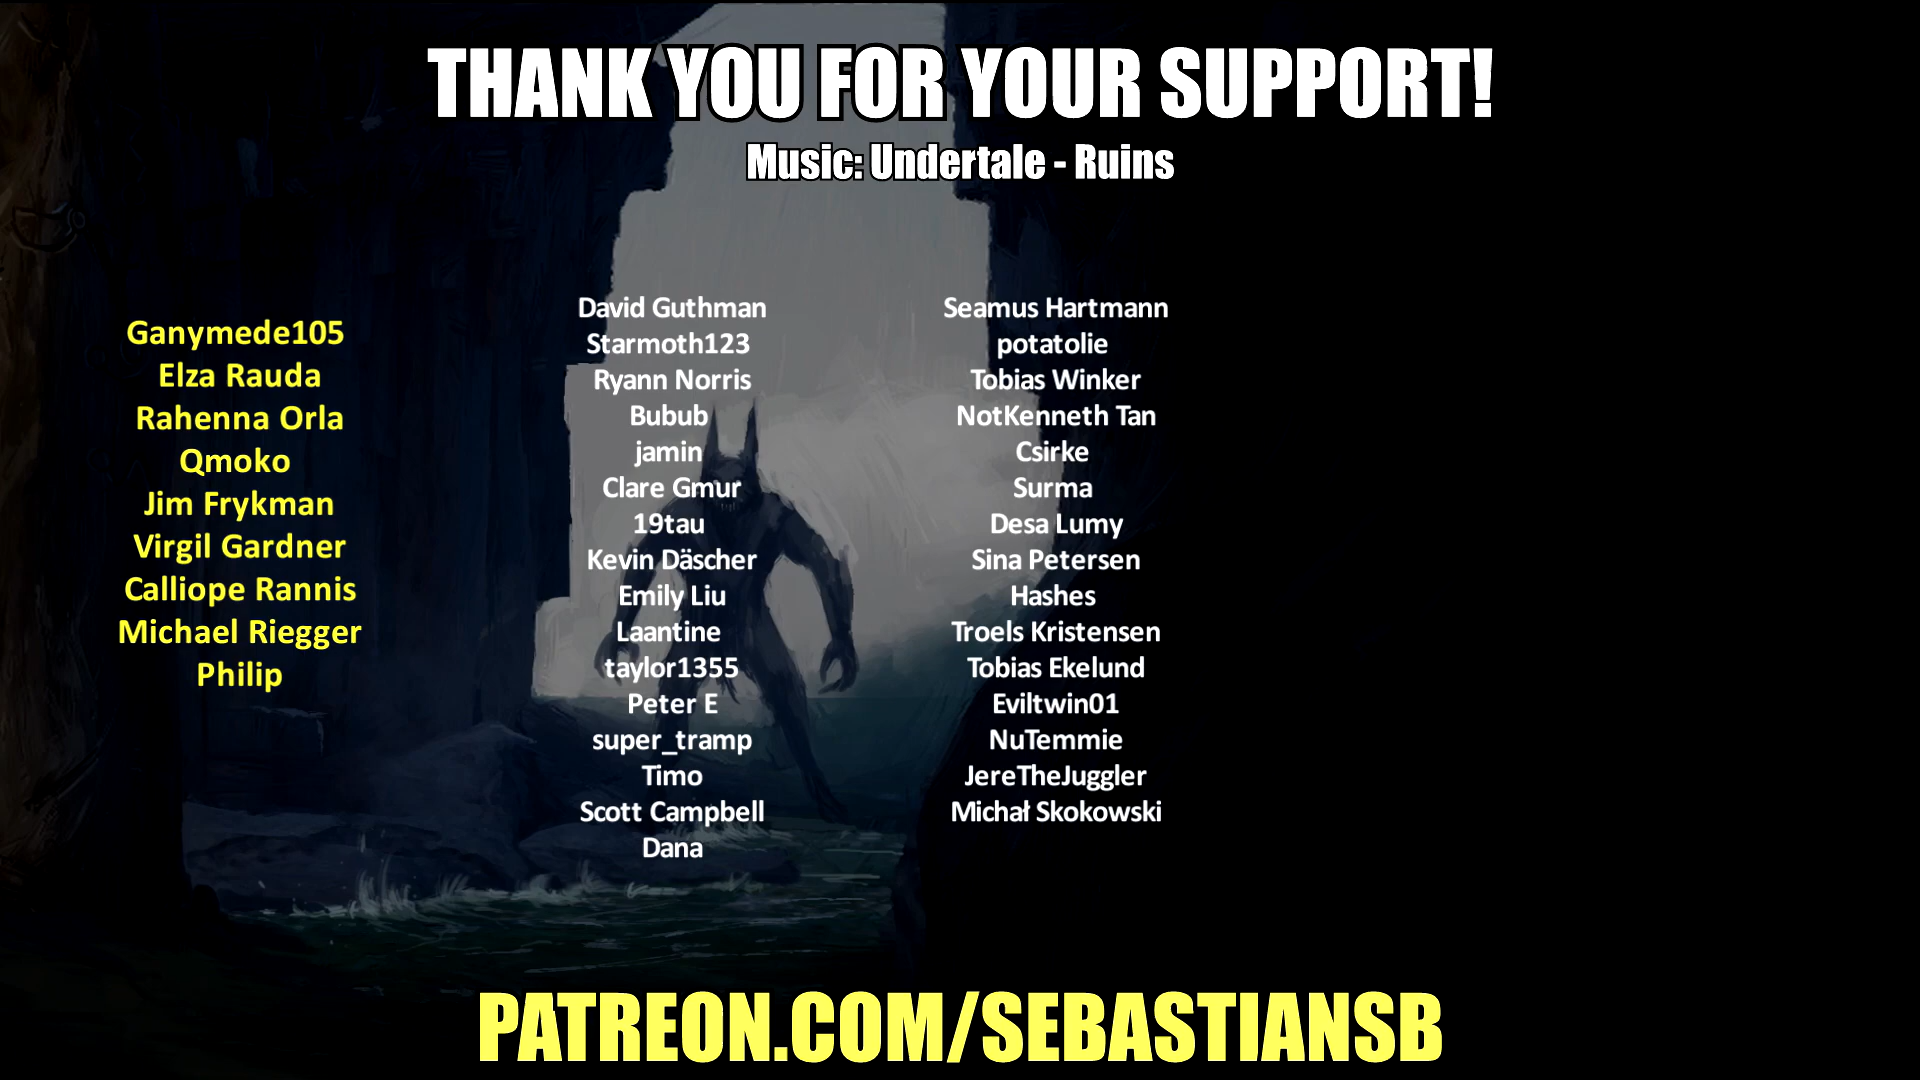 THANK YOU FOR YOUR SUPPORT!
Music: Undertale - Ruins
Ganymede105
Elza Rauda
Rahenna Orla
Qmoko
Jim Frykman
Virgil Gardner
Calliope Rannis
Michael Riegger
Philip
David Guthman
Starmoth123
Ryann Norris
Bubub
jamin
Clare Gmur
19tau
Kevin Däscher
Emily Liu
Laantine
taylor1355
Peter E
super_tramp
Timo
Scott Campbell
Dana
Seamus Hartmann
potatolie
Tobias Winker
NotKenneth Tan
Csirke
Surma
Desa Lumy
Sina Petersen
Hashes
Troels Kristensen
Tobias Ekelund
Eviltwin01
NuTemmie
JereTheJuggler
Michał Skokowski
PATREON.COM/SEBASTIANSB